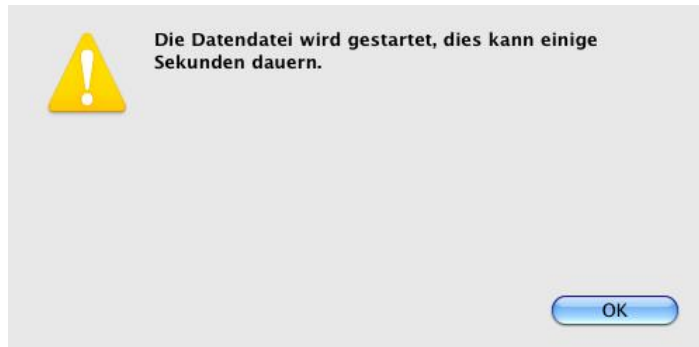 Die Datendatei wird gestartet, dies kann einige
Sekunden dauern.
OK